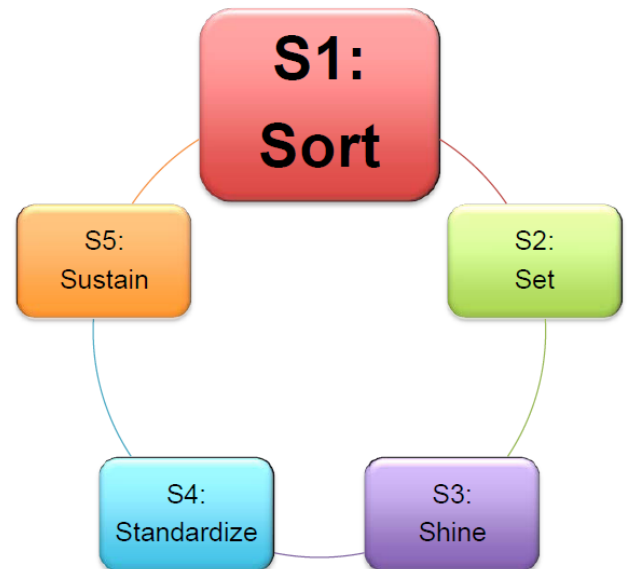 S1:
Sort
S2:
Set
S3:
Shine
S4:
Standardize
S5:
Sustain